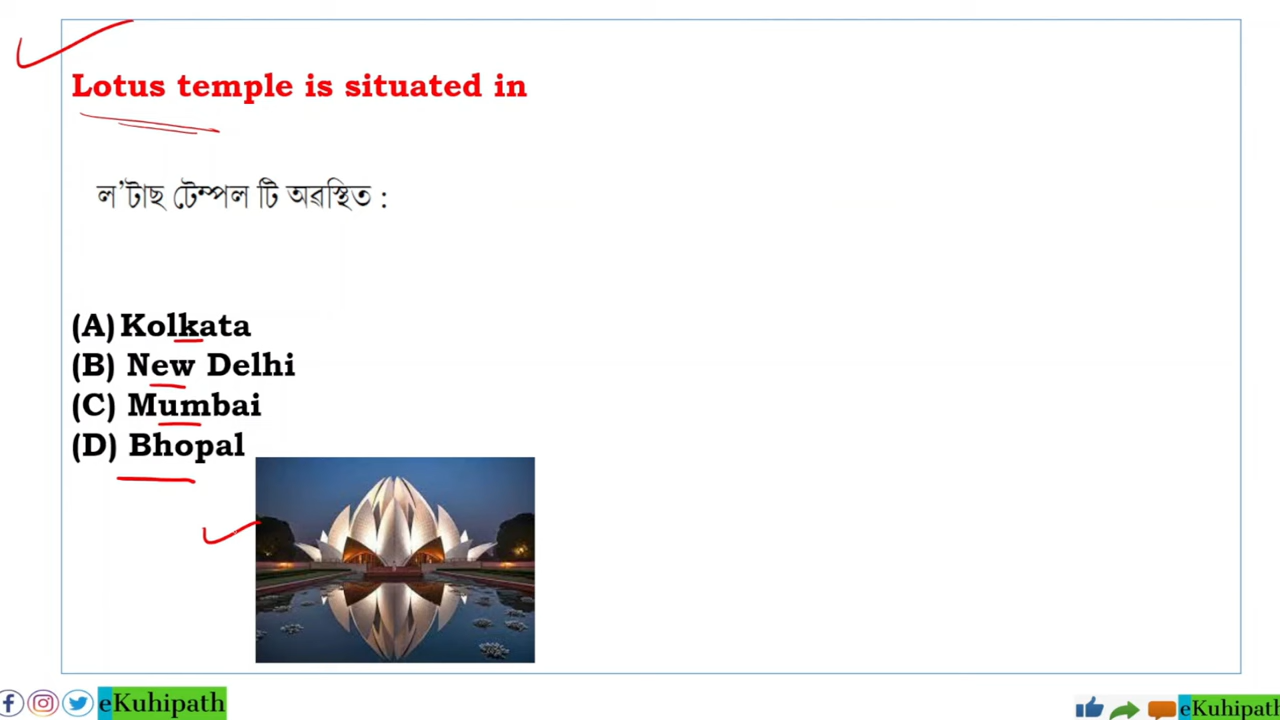 Lotus temple is situated in
ল'টাছ টেম্পল টি অৱস্থিত :
(A) Kolkata
(B) New Delhi
(C) Mumbai
(D) Bhopal
eKuhipath
eKuhipath